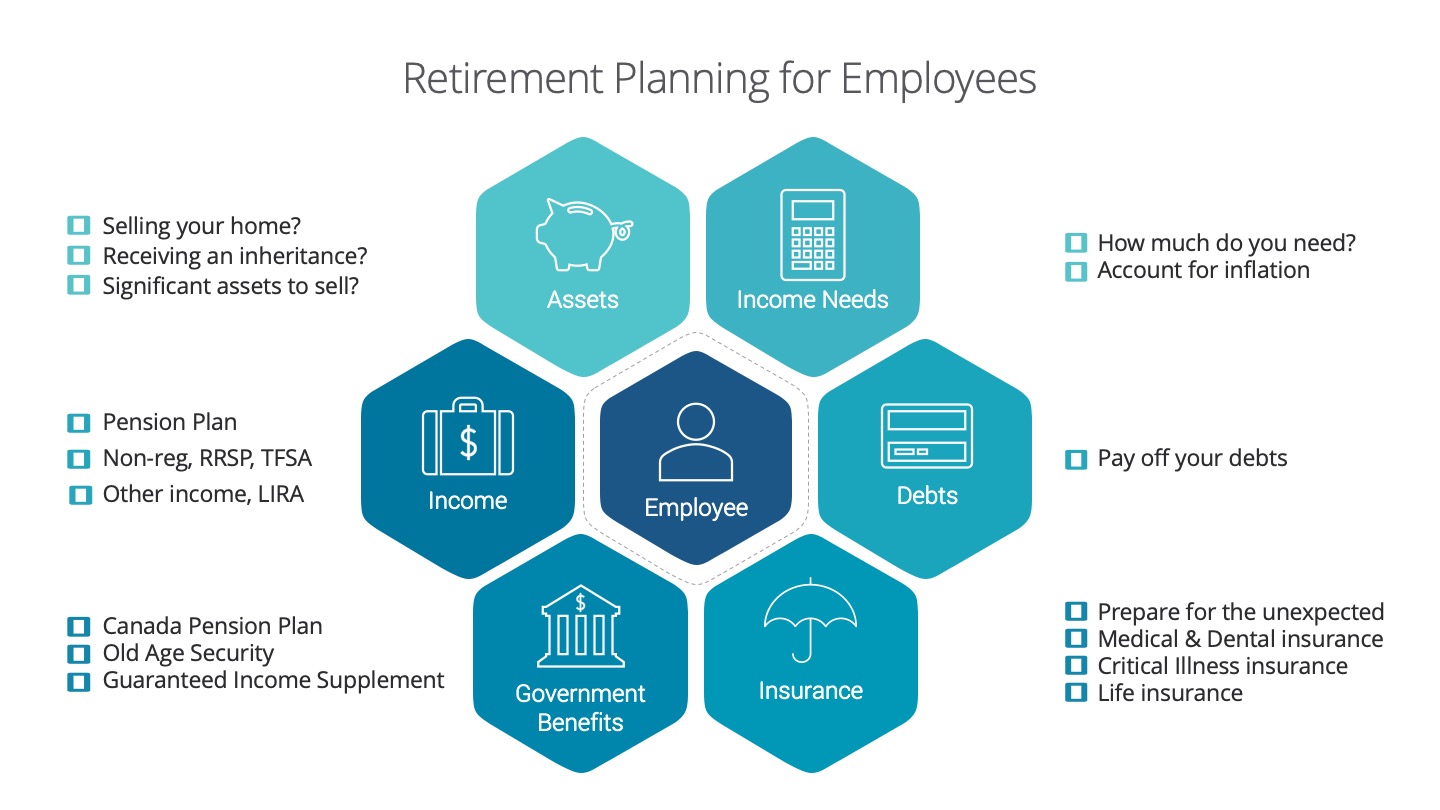 Retirement Planning for Employees
Selling your home?
Receiving an inheritance?
Significant assets to sell?
$
Assets
Income Needs
How much do you need?
Account for inflation
Pension Plan
Non-reg, RRSP, TFSA
Other income, LIRA
$
Income
Employee
Debts
Pay off your debts
Canada Pension Plan
Old Age Security
Guaranteed Income Supplement
$
Government
Benefits
Insurance
Prepare for the unexpected
Medical & Dental insurance
Critical Illness insurance
Life insurance